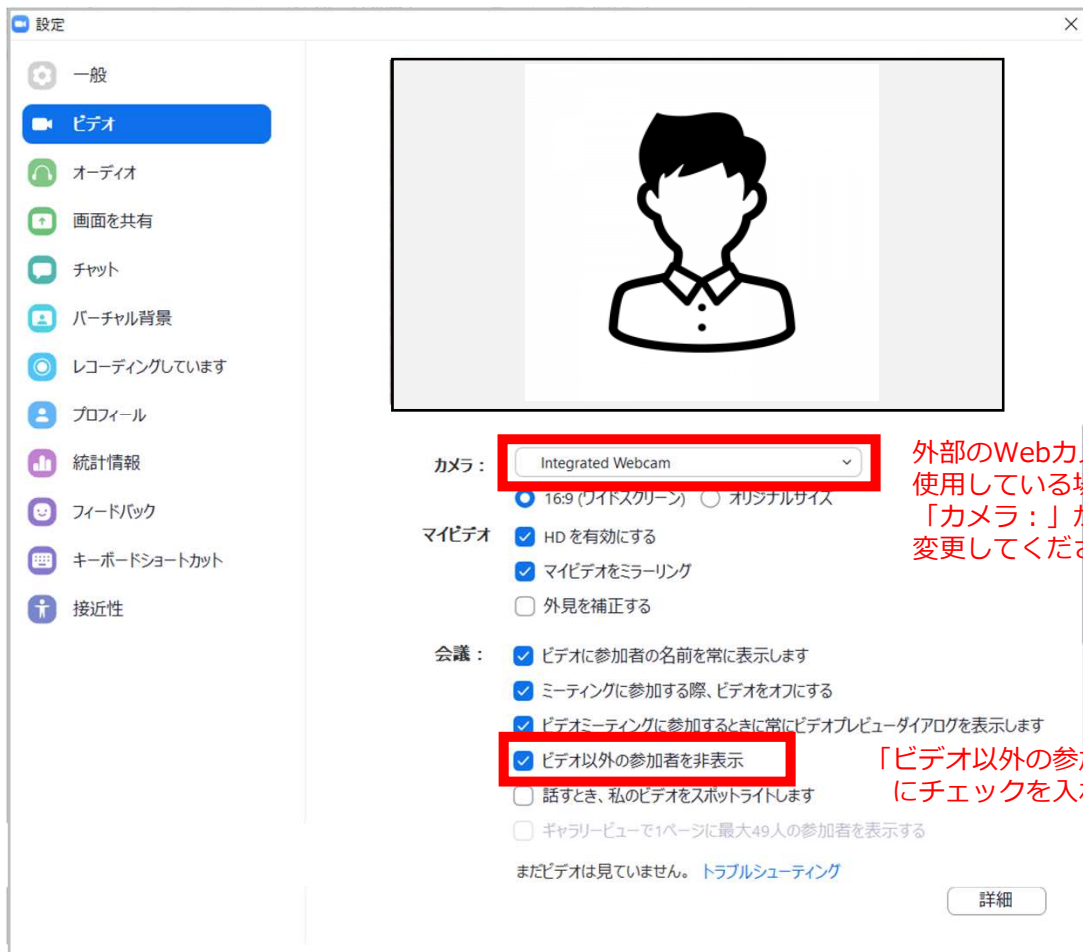 設定
一般
ビデオ
オーディオ
画面を共有
チャット
バーチャル背景
レコーディングしています
プロフィール
統計情報
フィードバック
キーボードショートカット
接近性
カメラ： Integrated Webcam
16:9 (ワイドスクリーン) オリジナルサイズ
マイビデオ HD を有効にする
マイビデオをミラーリング
外見を補正する
会議： ビデオに参加者の名前を常に表示します
ミーティングに参加する際、ビデオをオフにする
ビデオミーティングに参加するときに常にビデオプレビューダイアログを表示します
ビデオ以外の参加者を非表示
話すとき、私のビデオをスポットライトします
ギャラリービューで1ページに最大49人の参加者を表示する
まだビデオは見ていません。 トラブルシューティング
詳細
外部のWebカ
使用している
「カメラ：」
変更してくだ
「ビデオ以外の参
にチェックを入